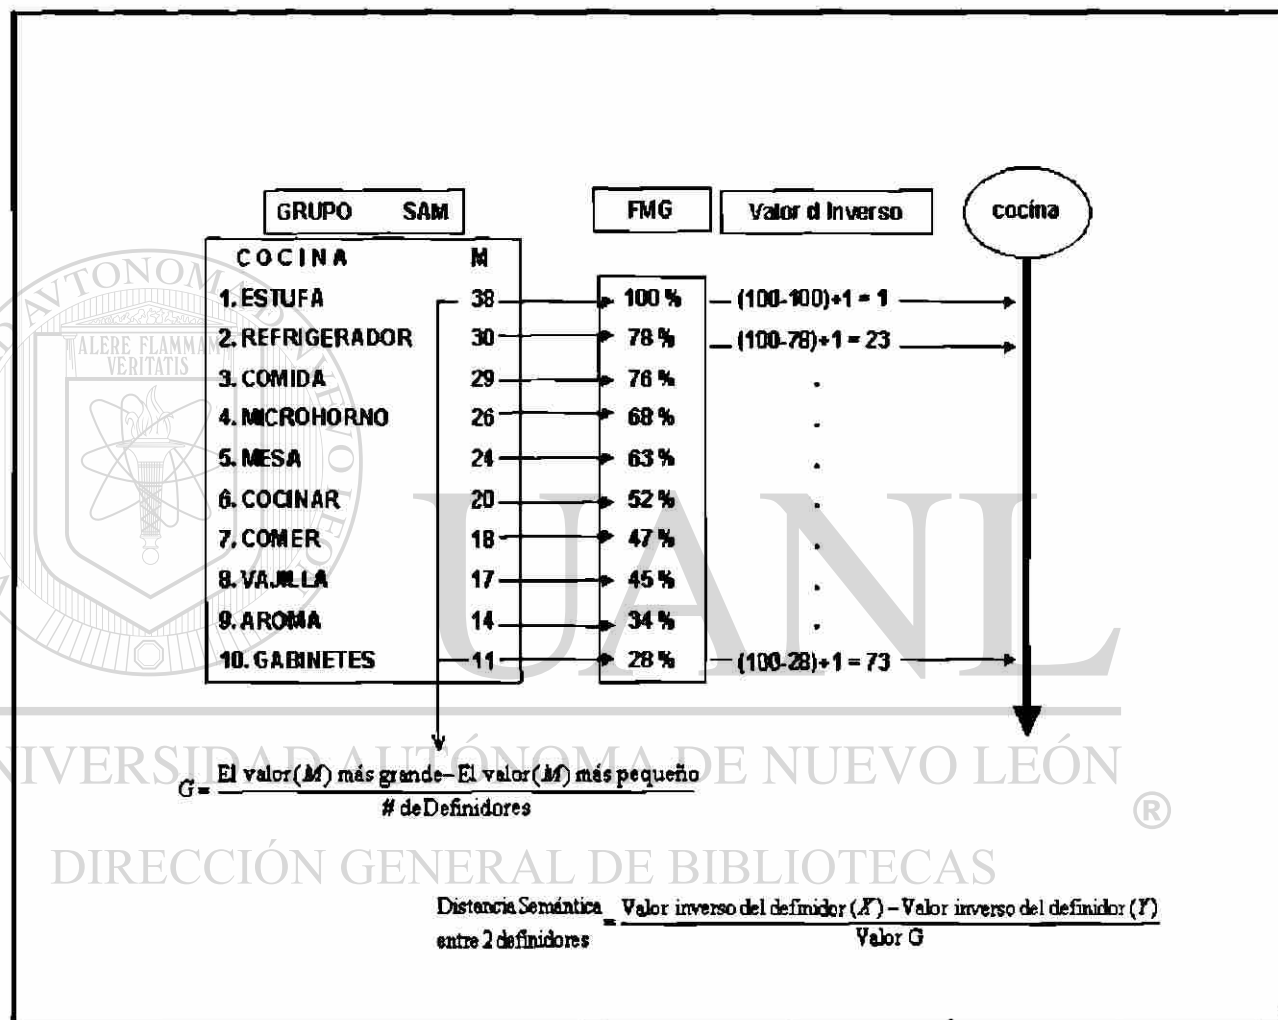 GRUPO SAM FMG Valor d Inverso cocina
COCINA M
1. ESTUFA 38 100 % (100-100)+1 = 1
2. REFRIGERADOR 30 78 % (100-78)+1 = 23
3. COMIDA 29 76 % .
4. MICROHORNO 26 68 % .
5. MESA 24 63 % .
6. COCINAR 20 52 % .
7. COMER 18 47 % .
8. VAJILLA 17 45 % .
9. AROMA 14 34 % .
10. GABINETES 11 28 % (100-28)+1 = 73
G = El valor (M) más grande – El valor (M) más pequeño
# de Definidores
Distancia Semántica entre 2 definidores = Valor inverso del definidor (X) – Valor inverso del definidor (Y)
Valor G
ALERE FLAMMAM
VERITATIS
UANL
UNIVERSIDAD AUTÓNOMA DE NUEVO LEÓN
®
DIRECCIÓN GENERAL DE BIBLIOTECAS